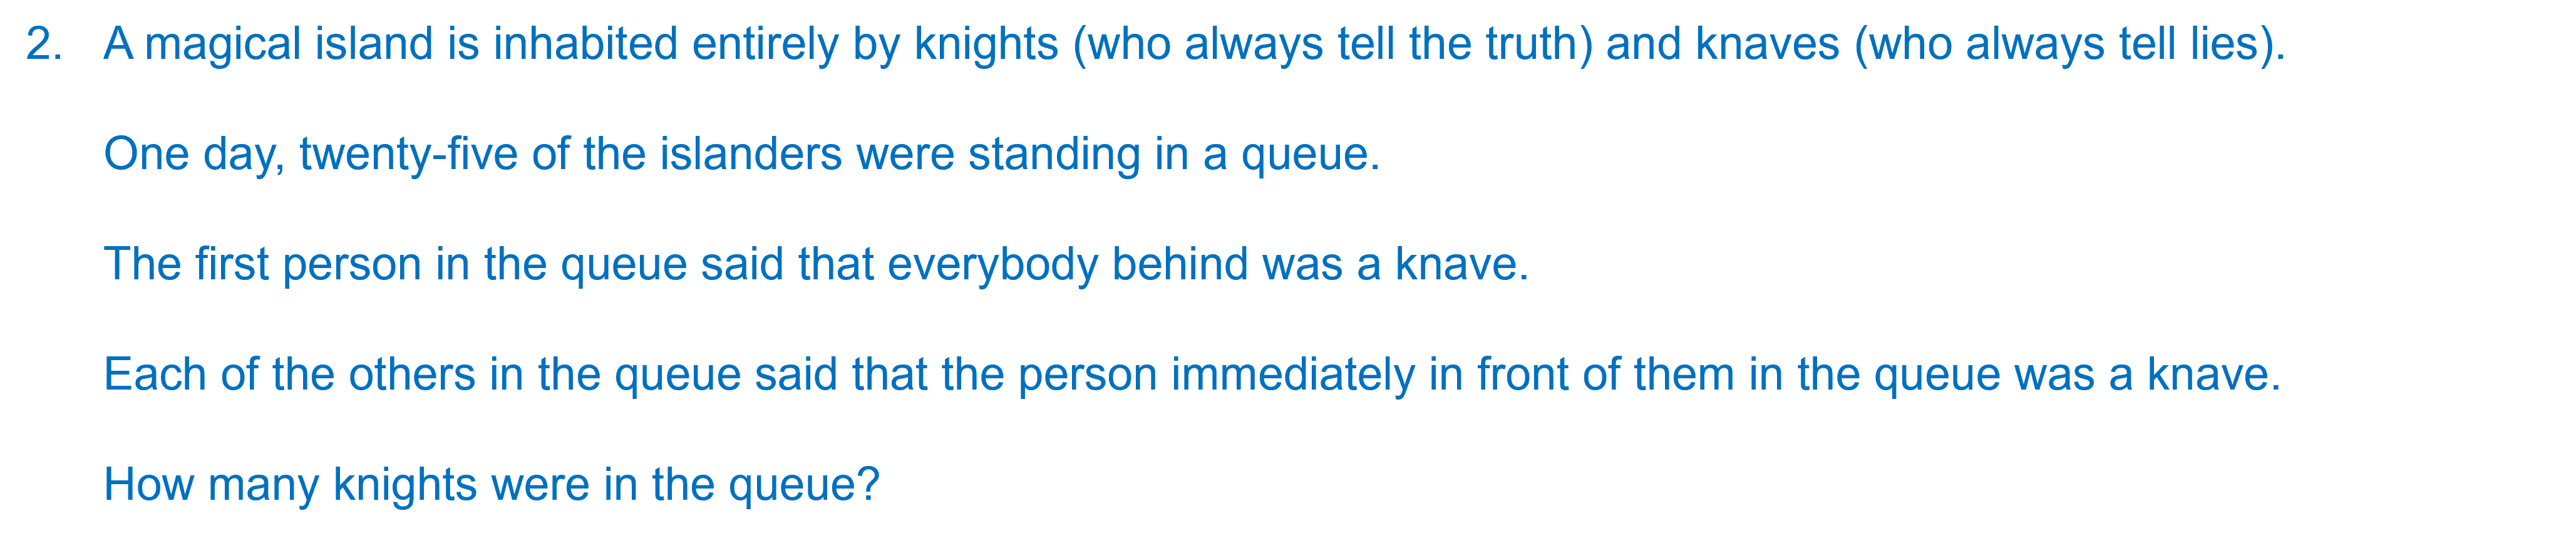 2. A magical island is inhabited entirely by knights (who always tell the truth) and knaves (who always tell lies).
One day, twenty-five of the islanders were standing in a queue.
The first person in the queue said that everybody behind was a knave.
Each of the others in the queue said that the person immediately in front of them in the queue was a knave.
How many knights were in the queue?